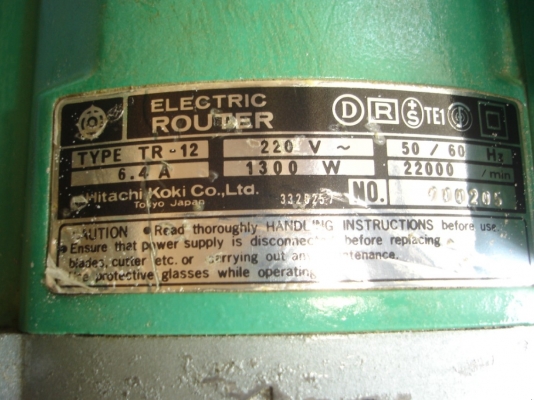 ELECTRIC
ROUTER
D R S TE1
TYPE TR-12 220 V ~ 50/60 Hz
6.4 A 1300 W 22000 /min
Hitachi Koki Co., Ltd. NO.
Tokyo Japan
CAUTION • Read thoroughly HANDLING INSTRUCTIONS before use.
• Ensure that power supply is disconnected before replacing
blades, cutter etc. or carrying out maintenance.
Use protective glasses while operating